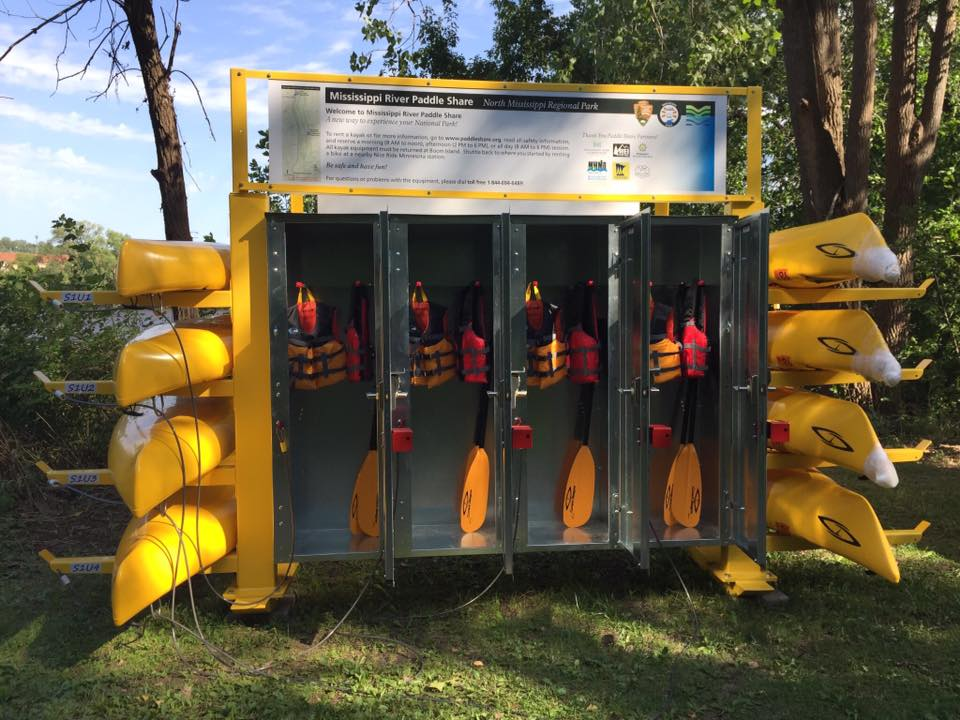 Mississippi River Paddle Share North Mississippi Regional Park
Welcome to Mississippi River Paddle Share
A new way to experience your National Park!
To rent a kayak or for more information, go to www.paddleshare.org, read all safety information,
and reserve a morning (8 AM to noon), afternoon (2 PM to 6 PM), or all day (8 AM to 6 PM) session.
All kayak equipment must be returned at Boom Island. Shuttle back to where you started by renting
a bike at a nearby Nice Ride Minnesota station.
Be safe and have fun!
For questions or problems with the equipment, please dial toll free
Thank You Paddle Share Partners:
REI
S1U1
S1U2
S1U3
S1U4